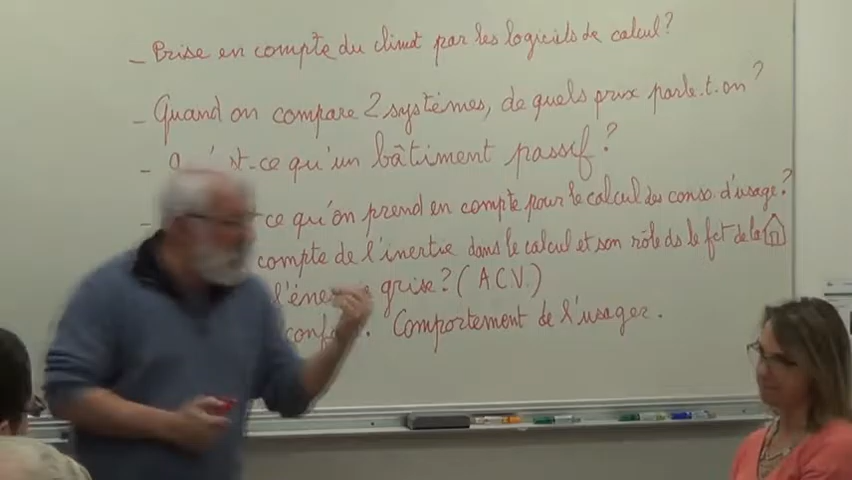 - Prise en compte du climat par les logiciels de calcul?
- Quand on compare 2 systèmes, de quels prix parle.t.on?
- Qu'est-ce qu'un bâtiment passif?
- ce qu'on prend en compte pour le calcul des conso. d'usage?
compte de l'inertie dans le calcul et son rôle ds le fct de la
l'énergie grise? (ACV.)
Comportement de l'usager.